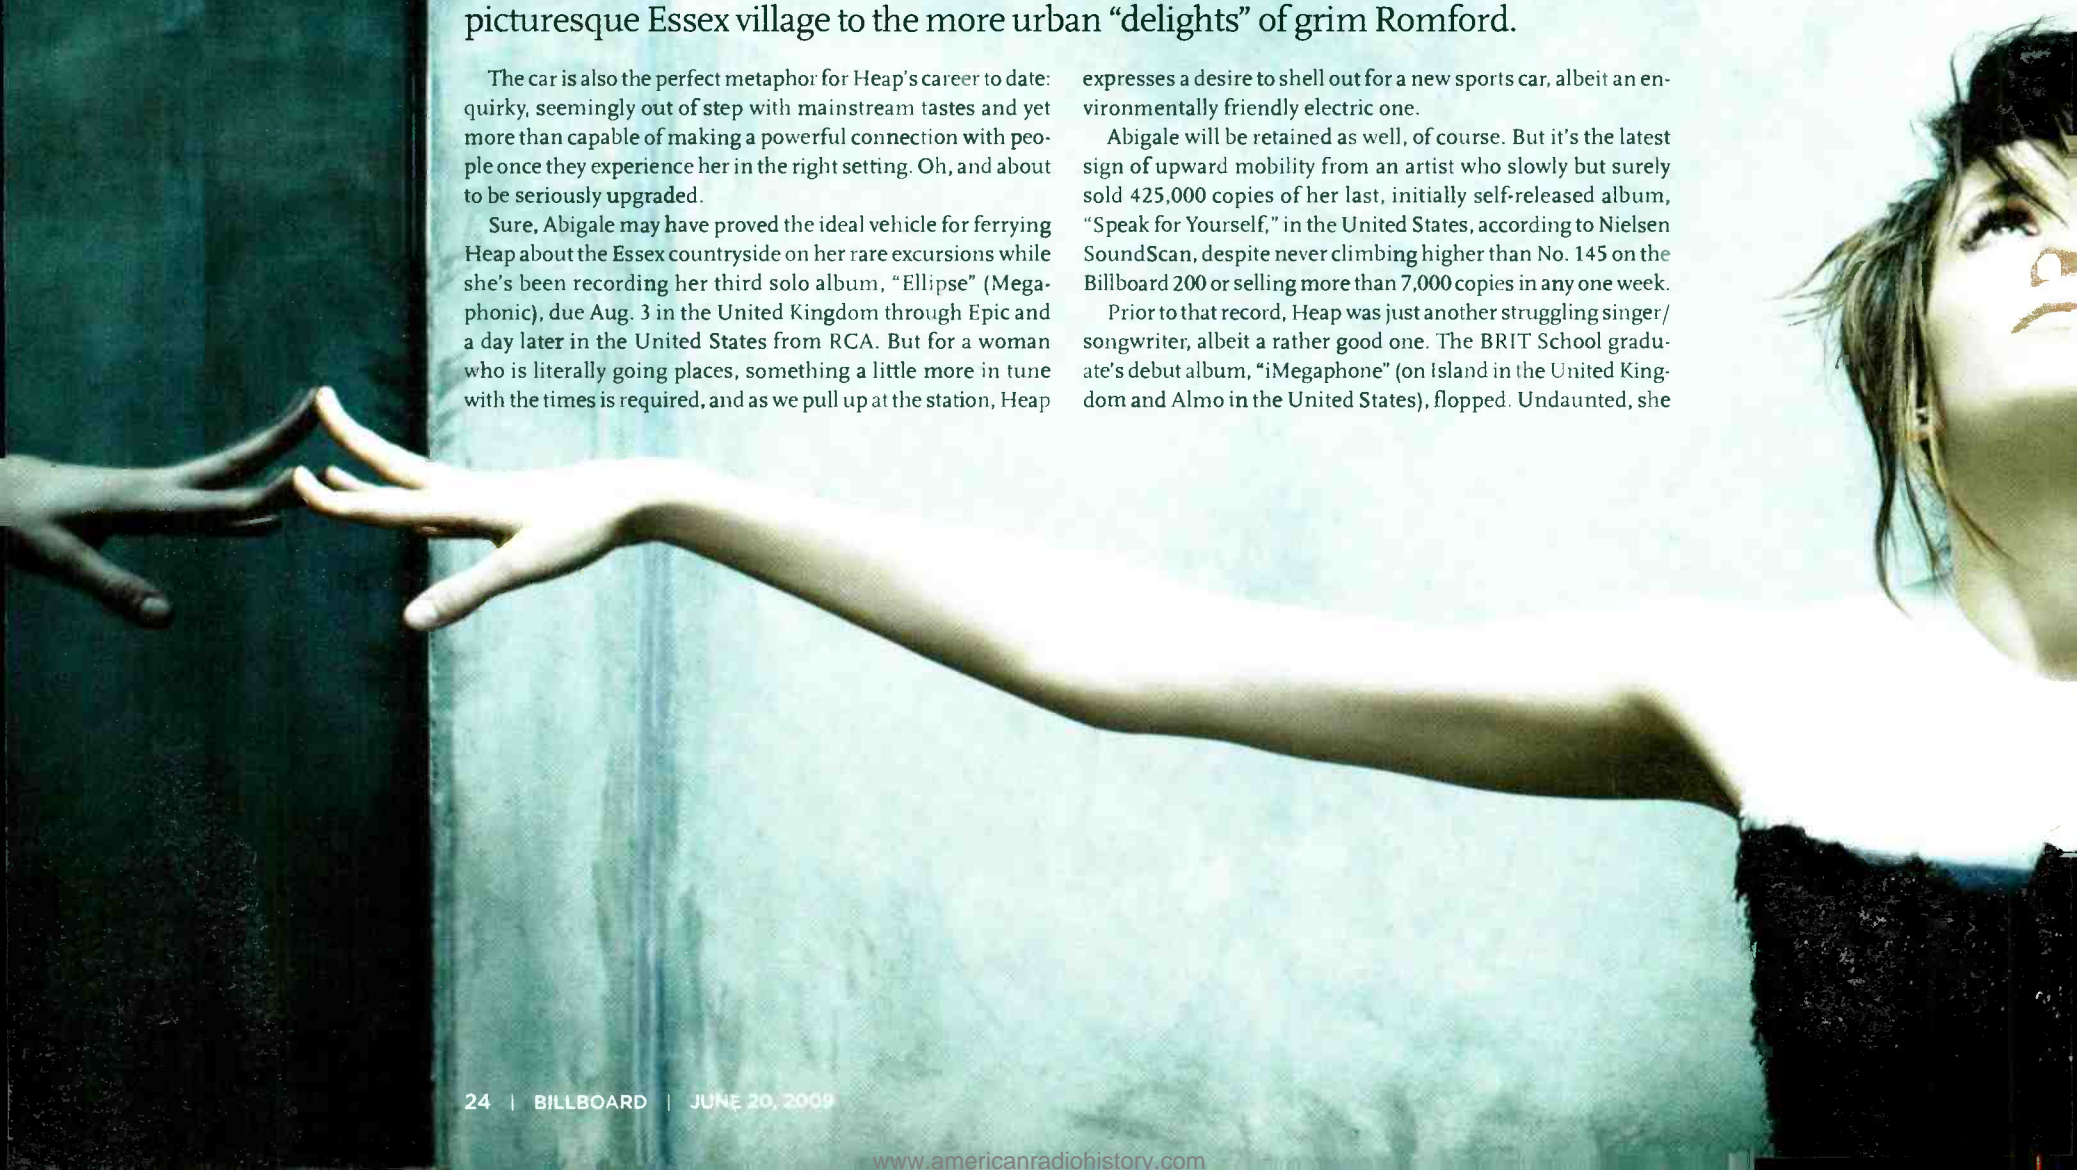 picturesque Essex village to the more urban “delights” of grim Romford.
The car is also the perfect metaphor for Heap's career to date:
quirky, seemingly out of step with mainstream tastes and yet
more than capable of making a powerful connection with peo-
ple once they experience her in the right setting. Oh, and about
to be seriously upgraded.
Sure, Abigale may have proved the ideal vehicle for ferrying
Heap about the Essex countryside on her rare excursions while
she's been recording her third solo album, “Ellipse” (Mega-
phonic), due Aug. 3 in the United Kingdom through Epic and
a day later in the United States from RCA. But for a woman
who is literally going places, something a little more in tune
with the times is required, and as we pull up at the station, Heap
expresses a desire to shell out for a new sports car, albeit an en-
vironmentally friendly electric one.
Abigale will be retained as well, of course. But it's the latest
sign of upward mobility from an artist who slowly but surely
sold 425,000 copies of her last, initially self-released album,
“Speak for Yourself,” in the United States, according to Nielsen
SoundScan, despite never climbing higher than No. 145 on the
Billboard 200 or selling more than 7,000 copies in any one week.
Prior to that record, Heap was just another struggling singer/
songwriter, albeit a rather good one. The BRIT School gradu-
ate's debut album, “iMegaphone” (on Island in the United King-
dom and Almo in the United States), flopped. Undaunted, she
24 | BILLBOARD | JUNE 20, 2009
www.americanradiohistory.com